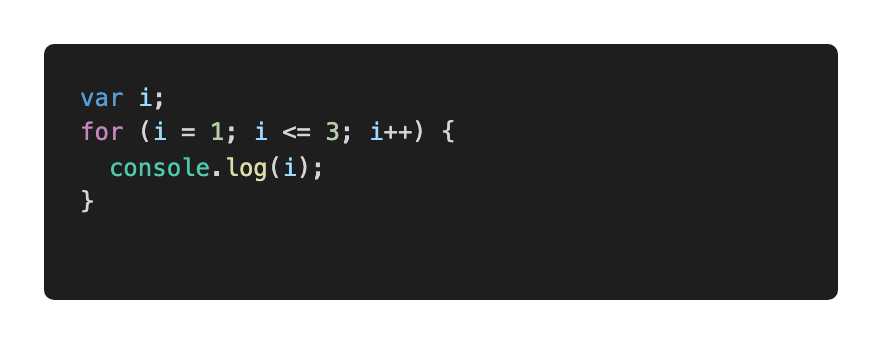 var i;
for (i = 1; i <= 3; i++) {
  console.log(i);
}